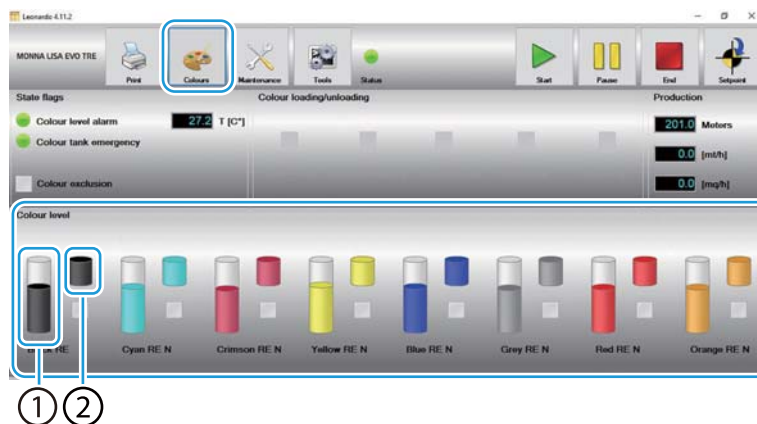 Leonardo 4.11.2
MONNA LISA EVO TRE
Print
Colours
Maintenance
Tools
Status
Start
Pause
End
Setpoint
State flags
Colour loading/unloading
Production
Colour level alarm
27.2 T [C°]
201.0 Meters
Colour tank emergency
0.0 [mt/h]
Colour exclusion
0.0 [mq/h]
Colour level
Black RE
Cyan RE N
Crimson RE N
Yellow RE N
Blue RE N
Grey RE N
Red RE N
Orange RE N
1
2